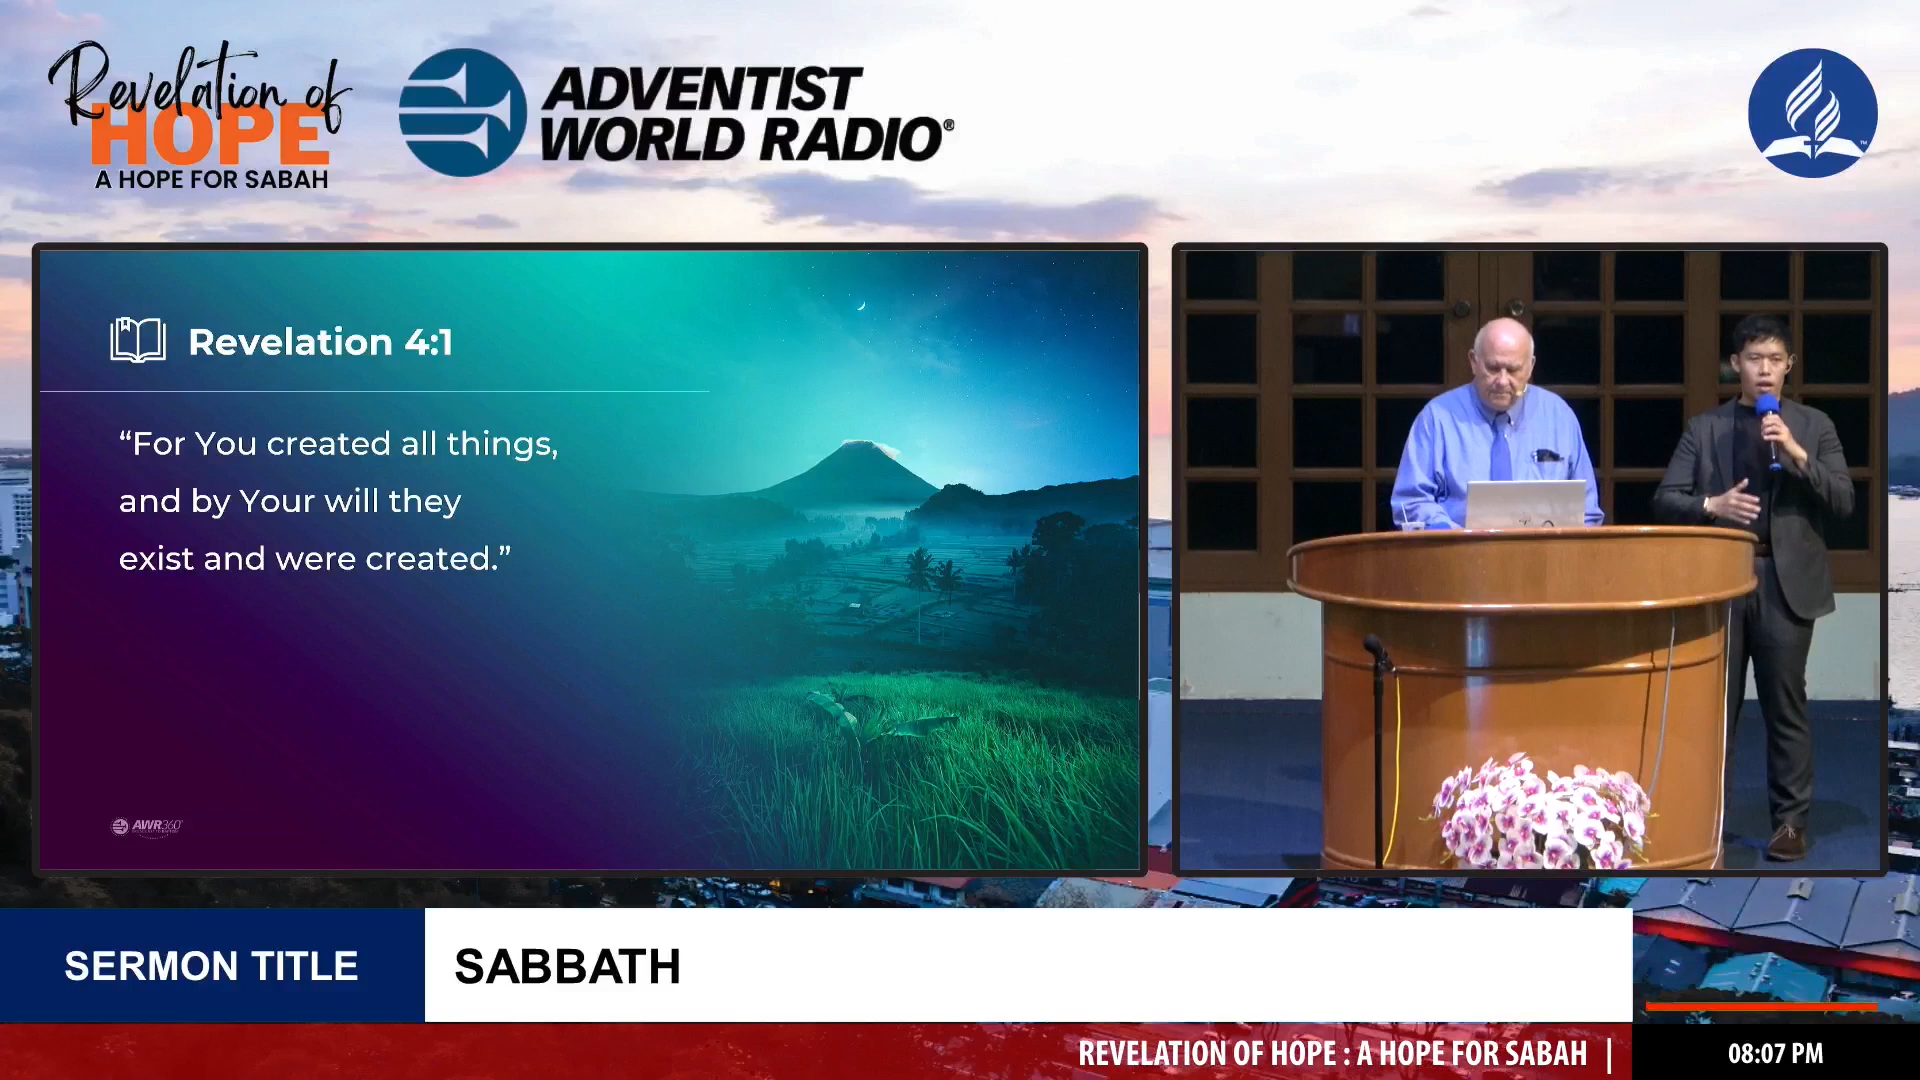 Revelation of
HOPE
A HOPE FOR SABAH
ADVENTIST
WORLD RADIO®
Revelation 4:1
“For You created all things,
and by Your will they
exist and were created.”
AWR360°
SERMON TITLE
SABBATH
REVELATION OF HOPE : A HOPE FOR SABAH |
08:07 PM